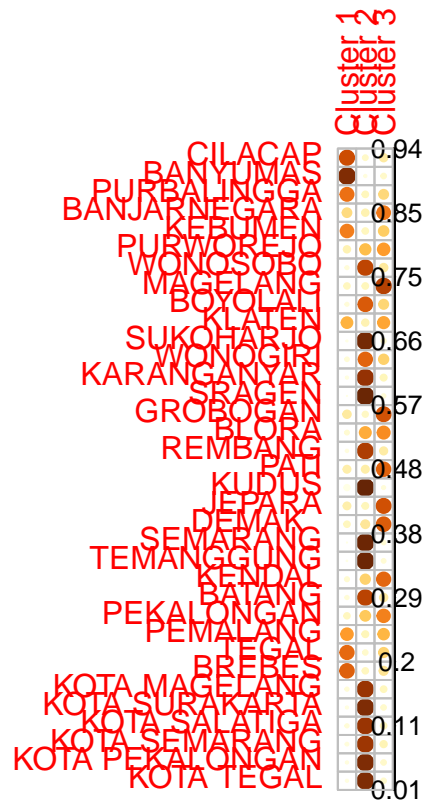 Cluster 1
Cluster 2
Cluster 3
CILACAP
BANYUMAS
PURBALINGGA
BANJARNEGARA
KEBUMEN
PURWOREJO
WONOSOBO
MAGELANG
BOYOLALI
KLATEN
SUKOHARJO
WONOGIRI
KARANGANYAR
SRAGEN
GROBOGAN
BLORA
REMBANG
PATI
KUDUS
JEPARA
DEMAK
SEMARANG
TEMANGGUNG
KENDAL
BATANG
PEKALONGAN
PEMALANG
TEGAL
BREBES
KOTA MAGELANG
KOTA SURAKARTA
KOTA SALATIGA
KOTA SEMARANG
KOTA PEKALONGAN
KOTA TEGAL
0.94
0.85
0.75
0.66
0.57
0.48
0.38
0.29
0.2
0.11
0.01